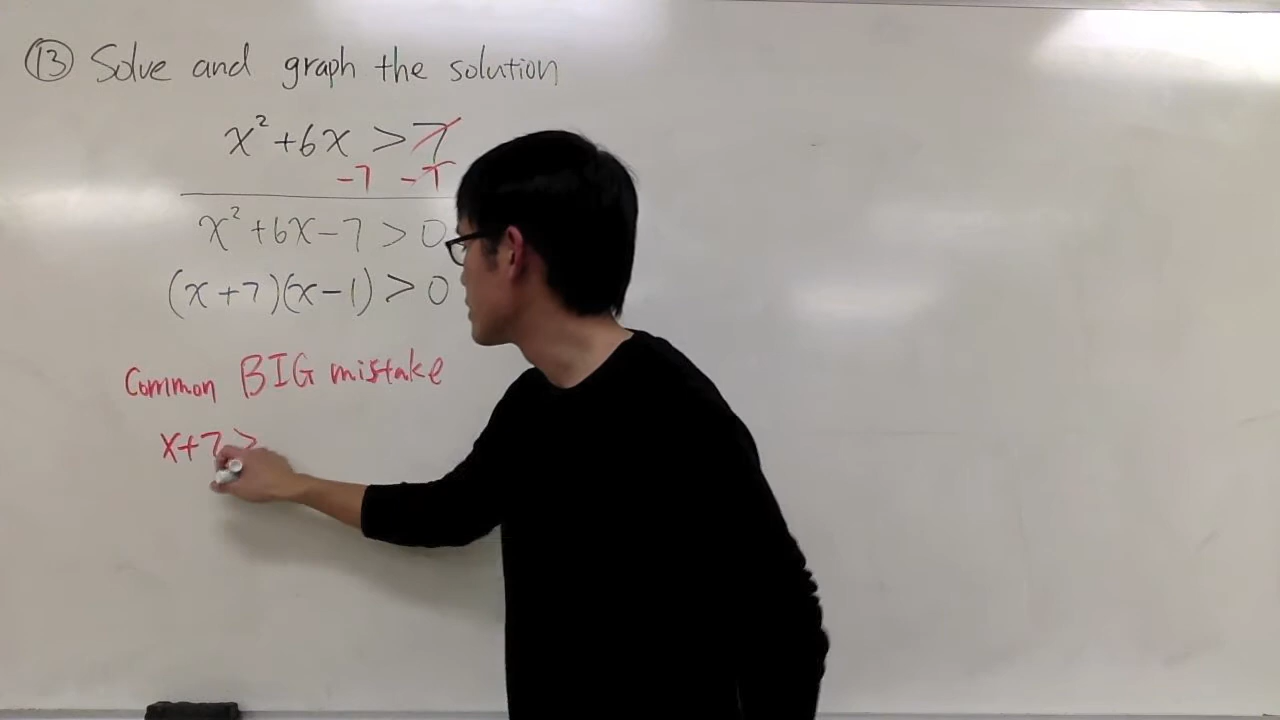 ⑬ Solve and graph the solution
x² + 6x > 7
-7 -7
x² + 6x - 7 > 0
(x + 7)(x - 1) > 0
Common BIG mistake
x + 7 >